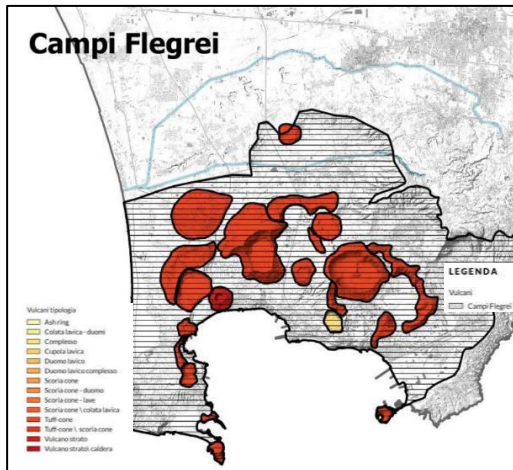 Campi Flegrei
LEGENDA
Vulcani
Campi Flegrei
Vulcani tipologia
Ash ring
Colata lavica - duomi
Complesso
Cupola lavica
Duomo lavico
Duomo lavico complesso
Scoria cone
Scoria cone - duomo
Scoria cone - lave
Scoria cone \ colata lavica
Tuff-cone
Tuff-cone \ scoria cone
Vulcano strato
Vulcano strato\ caldera